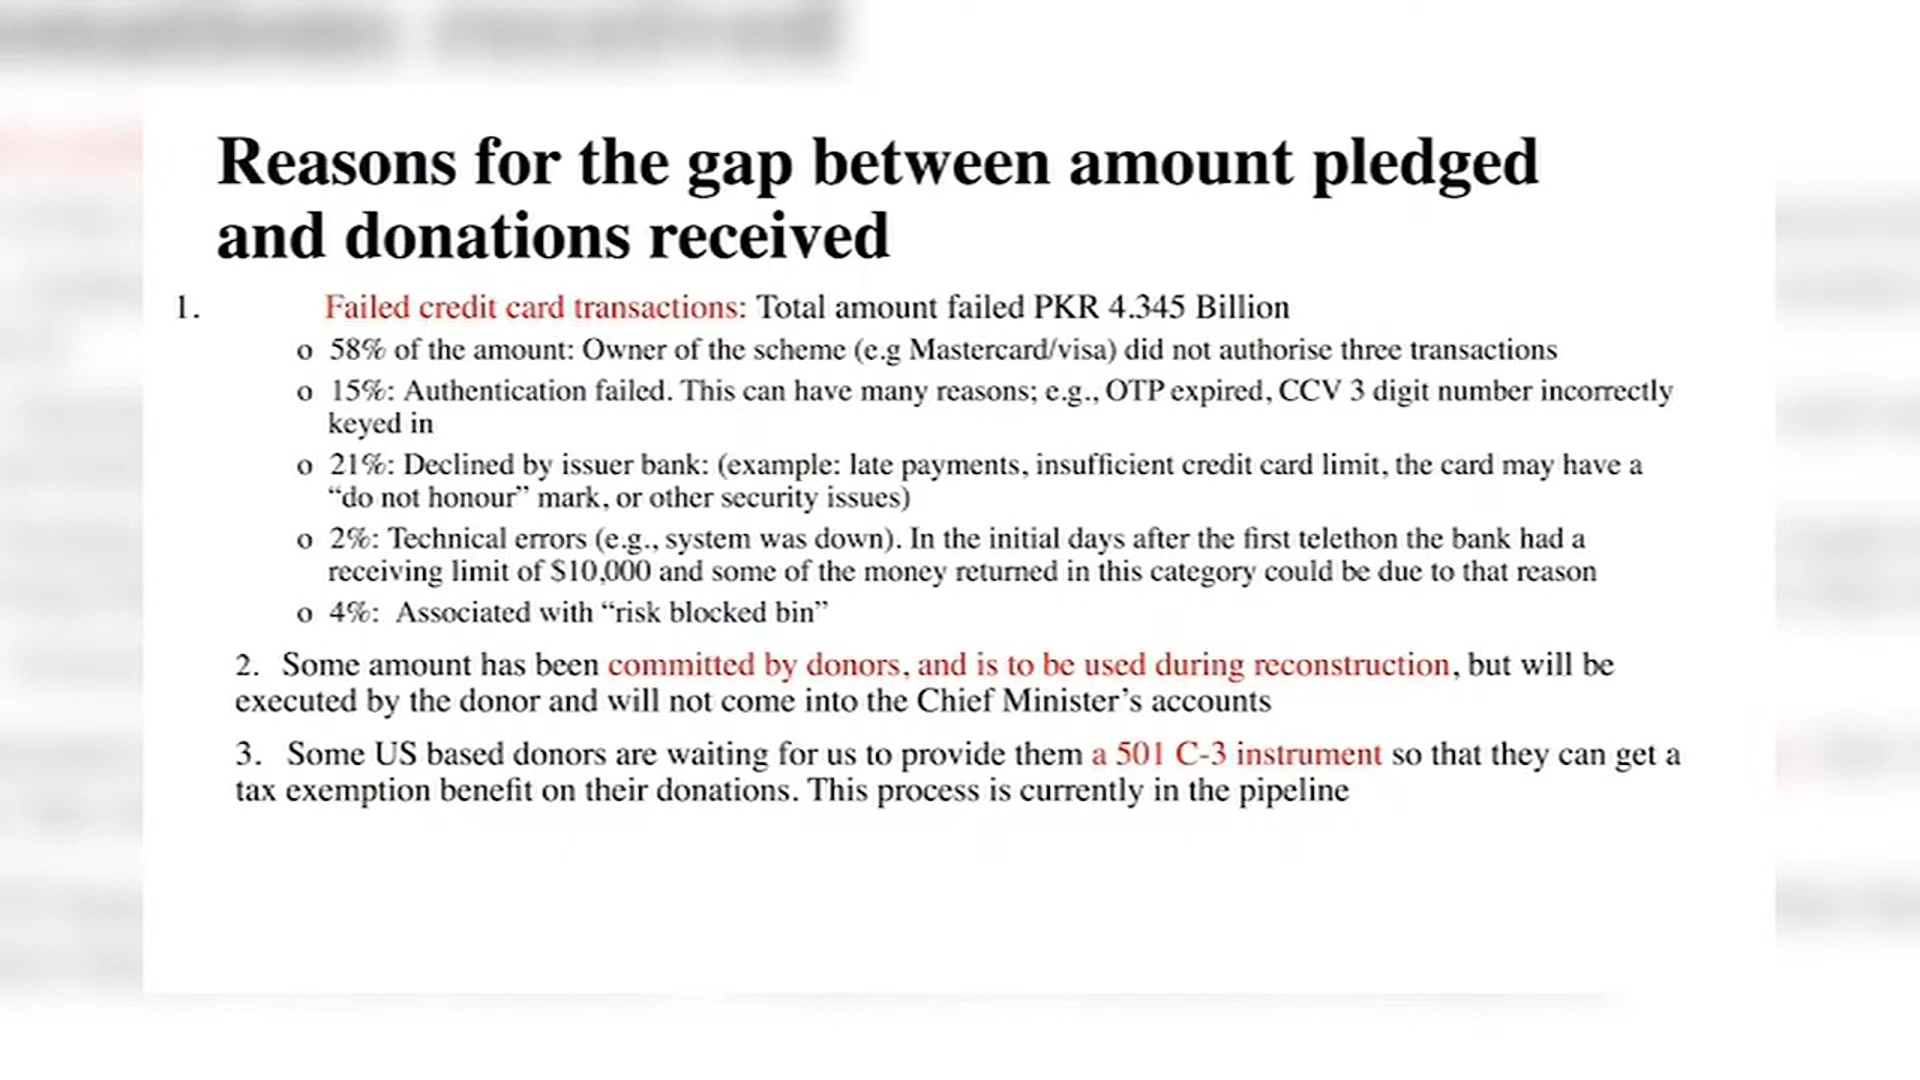 Reasons for the gap between amount pledged
and donations received
1. Failed credit card transactions: Total amount failed PKR 4.345 Billion
o 58% of the amount: Owner of the scheme (e.g Mastercard/visa) did not authorise three transactions
o 15%: Authentication failed. This can have many reasons; e.g., OTP expired, CCV 3 digit number incorrectly
keyed in
o 21%: Declined by issuer bank: (example: late payments, insufficient credit card limit, the card may have a
“do not honour” mark, or other security issues)
o 2%: Technical errors (e.g., system was down). In the initial days after the first telethon the bank had a
receiving limit of $10,000 and some of the money returned in this category could be due to that reason
o 4%: Associated with “risk blocked bin”
2. Some amount has been committed by donors, and is to be used during reconstruction, but will be
executed by the donor and will not come into the Chief Minister’s accounts
3. Some US based donors are waiting for us to provide them a 501 C-3 instrument so that they can get a
tax exemption benefit on their donations. This process is currently in the pipeline